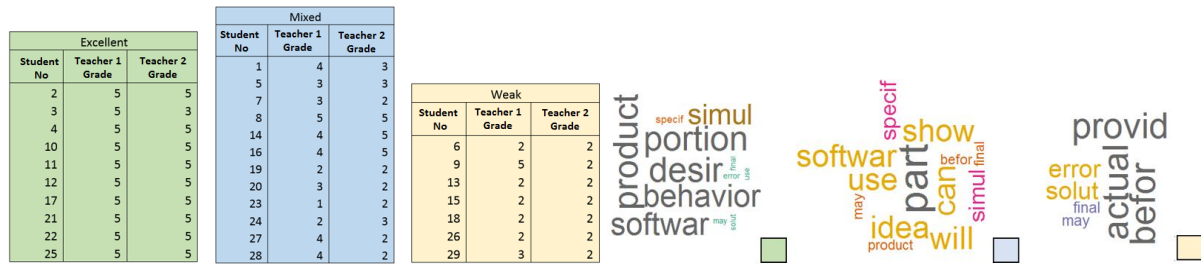 Excellent
Student No Teacher 1 Grade Teacher 2 Grade
2 5 5
3 5 3
4 5 5
10 5 5
11 5 5
12 5 5
17 5 5
21 5 5
22 5 5
25 5 5
Mixed
Student No Teacher 1 Grade Teacher 2 Grade
1 4 3
5 3 3
7 3 2
8 5 5
14 4 5
16 4 5
19 2 2
20 3 2
23 1 2
24 2 3
27 4 2
28 4 2
Weak
Student No Teacher 1 Grade Teacher 2 Grade
6 2 2
9 5 2
13 2 2
15 2 2
18 2 2
26 2 2
29 3 2
product
specif simul
portion
desir
final
error
use
behavior
softwar
may
solut
specif
show
softwar
befor
final
use
part
can
simul
may
idea
will
product
provid
error
solut
actual
befor
final
may